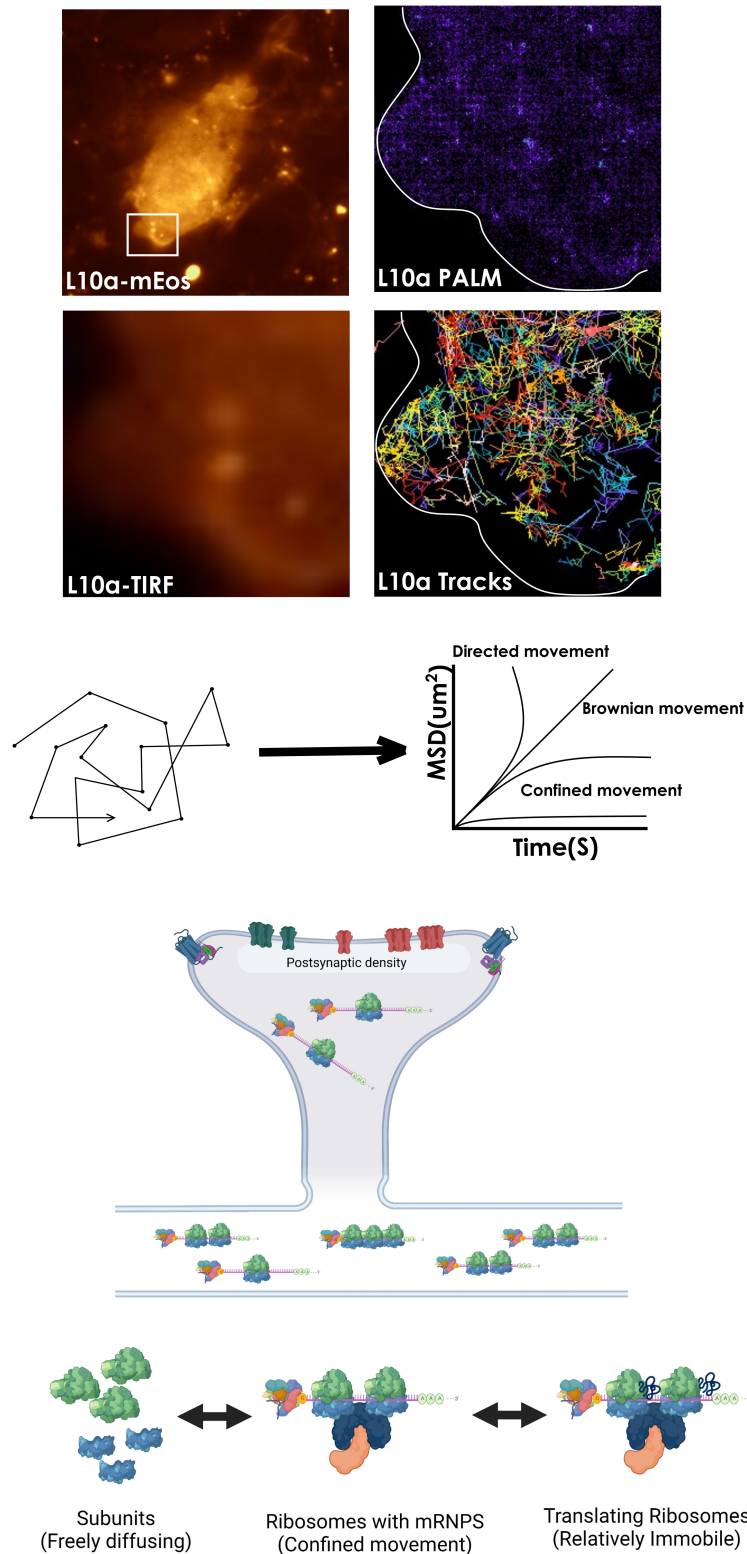 L10a-mEos
L10a PALM
L10a-TIRF
L10a Tracks
Directed movement
MSD(um²)
Brownian movement
Confined movement
Time(S)
Postsynaptic density
A A A
Subunits
(Freely diffusing)
Ribosomes with mRNPS
(Confined movement)
Translating Ribosomes
(Relatively Immobile)